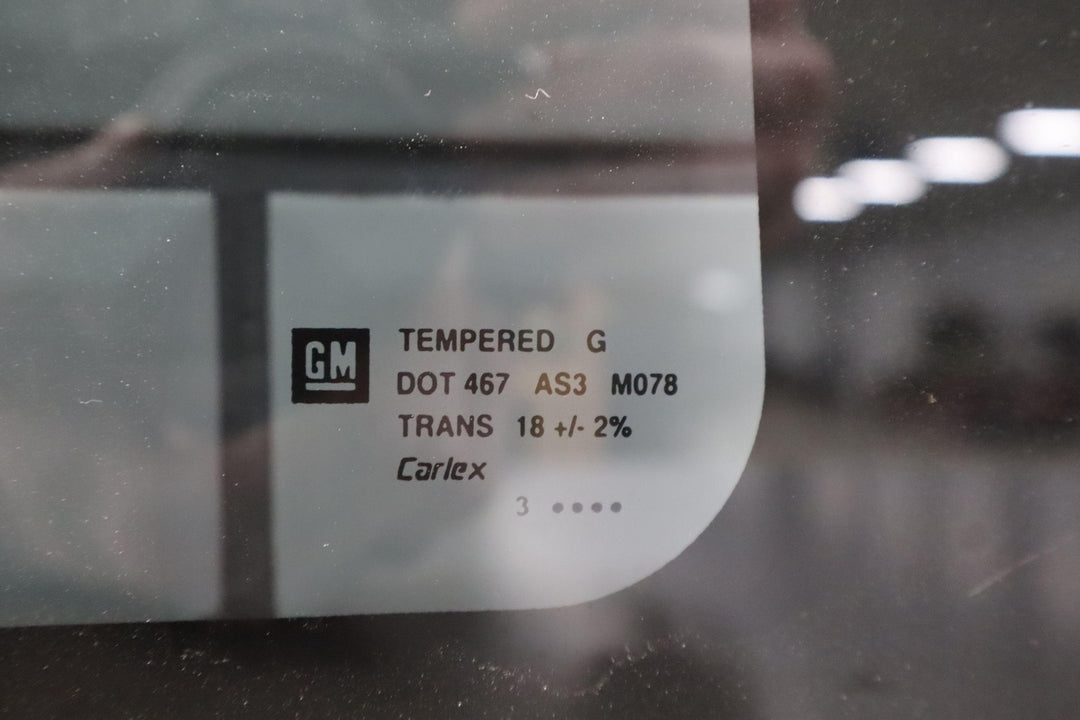 GM
TEMPERED G
DOT 467 AS3 M078
TRANS 18 +/- 2%
Carlex
3 ••••